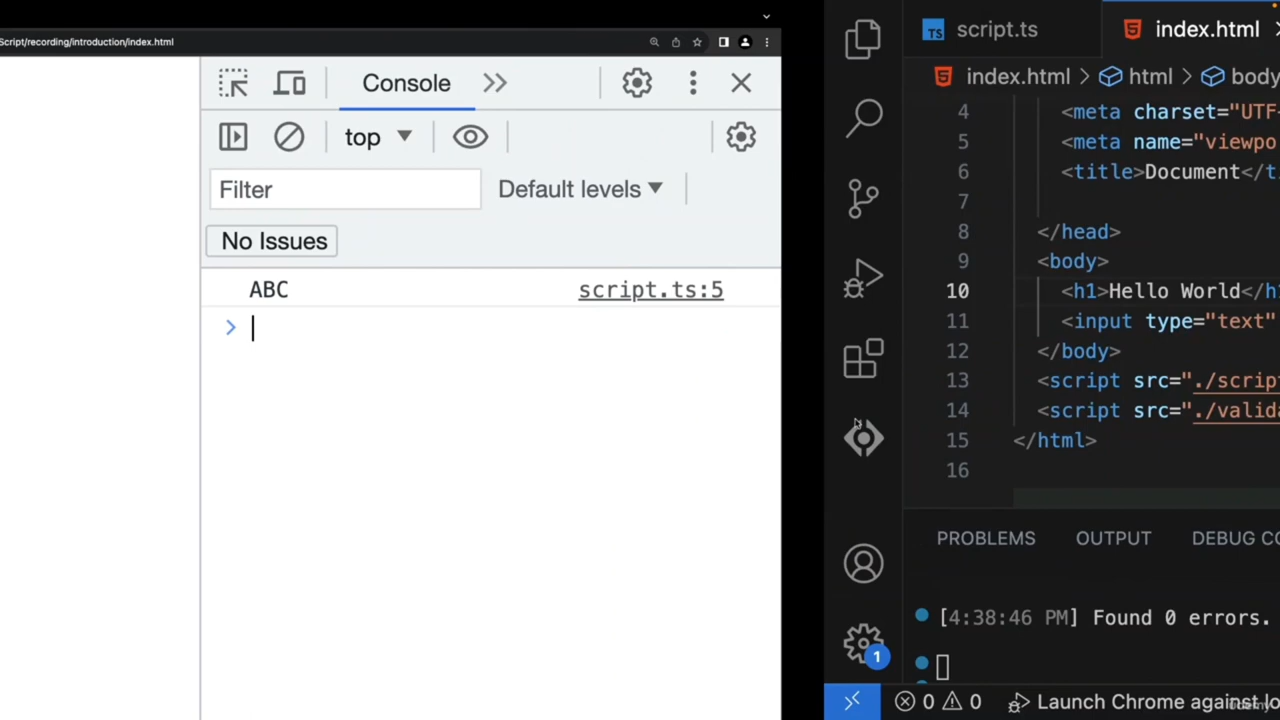 Script/recording/introduction/index.html
Console
top
Filter
Default levels
No Issues
ABC
script.ts:5
>
TS script.ts
index.html
index.html > html > body
4 <meta charset="UTF-
5 <meta name="viewpo
6 <title>Document</ti
7
8 </head>
9 <body>
10 <h1>Hello World</h1
11 <input type="text"
12 </body>
13 <script src="./scrip
14 <script src="./valida
15 </html>
16
PROBLEMS
OUTPUT
DEBUG CO
[4:38:46 PM] Found 0 errors.
1
0
0
Launch Chrome against lo